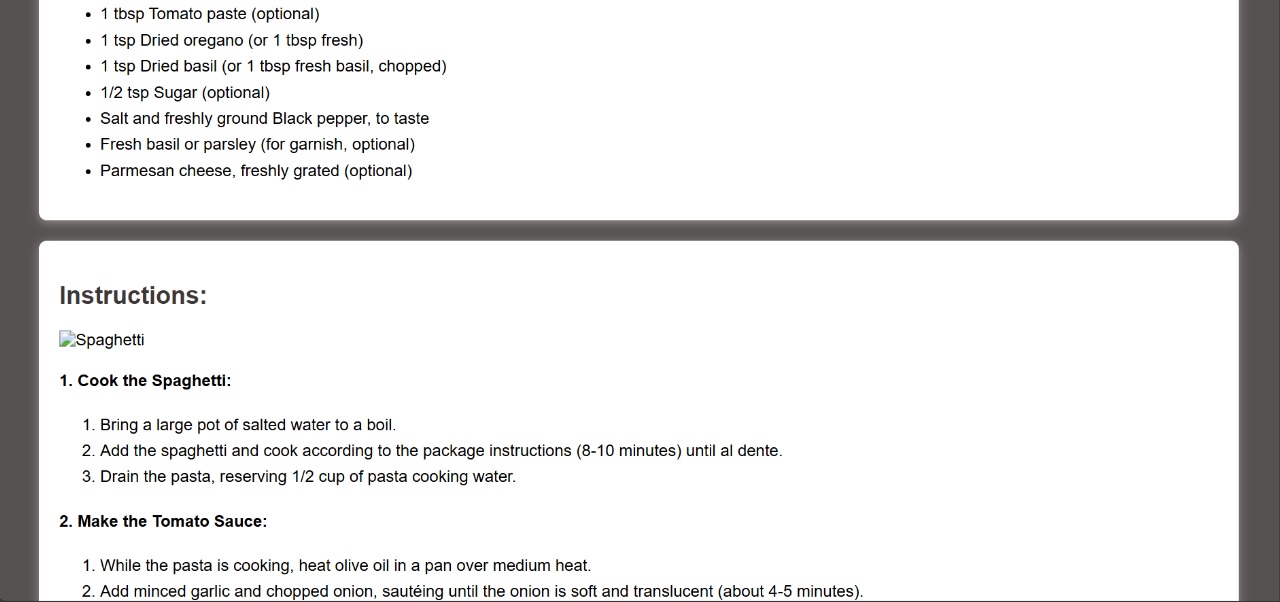 1 tbsp Tomato paste (optional)
1 tsp Dried oregano (or 1 tbsp fresh)
1 tsp Dried basil (or 1 tbsp fresh basil, chopped)
1/2 tsp Sugar (optional)
Salt and freshly ground Black pepper, to taste
Fresh basil or parsley (for garnish, optional)
Parmesan cheese, freshly grated (optional)
Instructions:
Spaghetti
1. Cook the Spaghetti:
1. Bring a large pot of salted water to a boil.
2. Add the spaghetti and cook according to the package instructions (8-10 minutes) until al dente.
3. Drain the pasta, reserving 1/2 cup of pasta cooking water.
2. Make the Tomato Sauce:
1. While the pasta is cooking, heat olive oil in a pan over medium heat.
2. Add minced garlic and chopped onion, sautéing until the onion is soft and translucent (about 4-5 minutes).